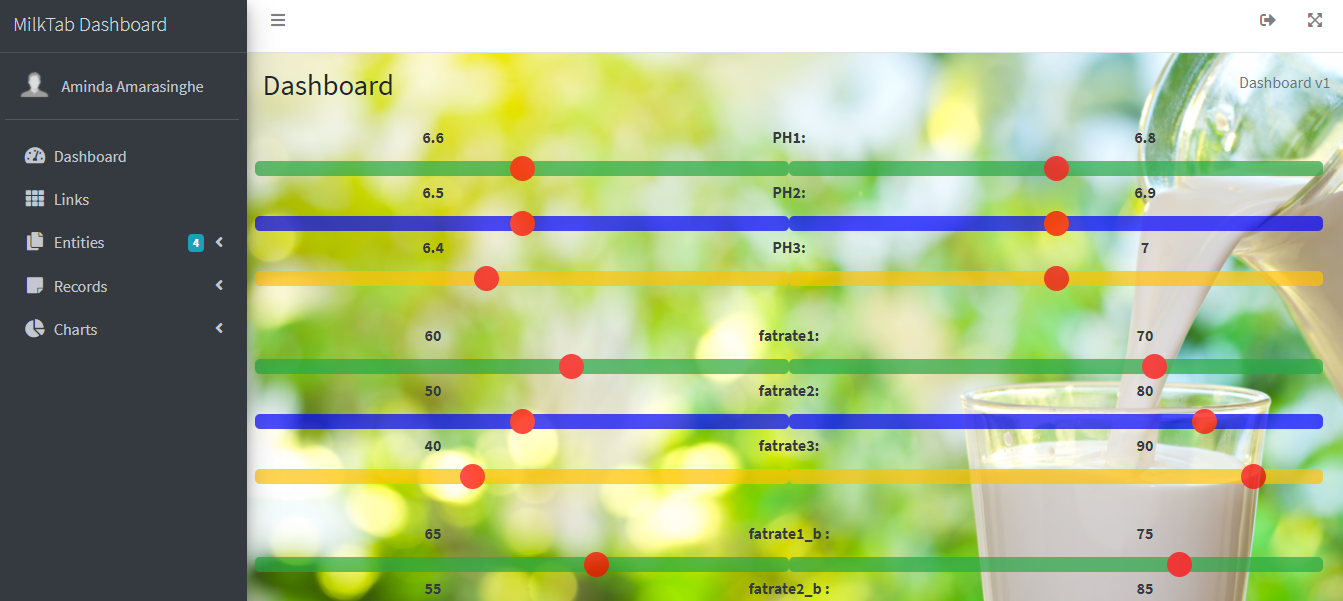 MilkTab Dashboard
Aminda Amarasinghe
Dashboard
Links
Entities 4
Records
Charts
Dashboard
Dashboard v1
6.6 PH1: 6.8
6.5 PH2: 6.9
6.4 PH3: 7
60 fatrate1: 70
50 fatrate2: 80
40 fatrate3: 90
65 fatrate1_b : 75
55 fatrate2_b : 85